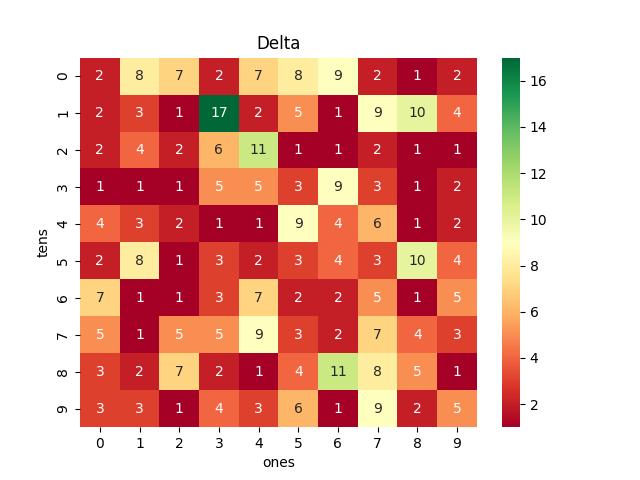 Delta
0 2 8 7 2 7 8 9 2 1 2
1 2 3 1 17 2 5 1 9 10 4
2 2 4 2 6 11 1 1 2 1 1
3 1 1 1 5 5 3 9 3 1 2
4 4 3 2 1 1 9 4 6 1 2
5 2 8 1 3 2 3 4 3 10 4
6 7 1 1 3 7 2 2 5 1 5
7 5 1 5 5 9 3 2 7 4 3
8 3 2 7 2 1 4 11 8 5 1
9 3 3 1 4 3 6 1 9 2 5
0 1 2 3 4 5 6 7 8 9
ones
tens
16
14
12
10
8
6
4
2